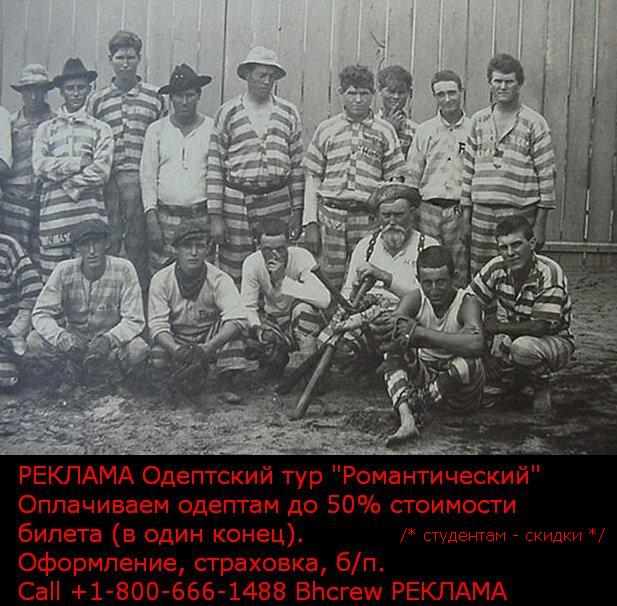 РЕКЛАМА Одептский тур "Романтический"
Оплачиваем одептам до 50% стоимости
билета (в один конец). /* студентам - скидки */
Оформление, страховка, б/п.
Call +1-800-666-1488 Bhcrew РЕКЛАМА